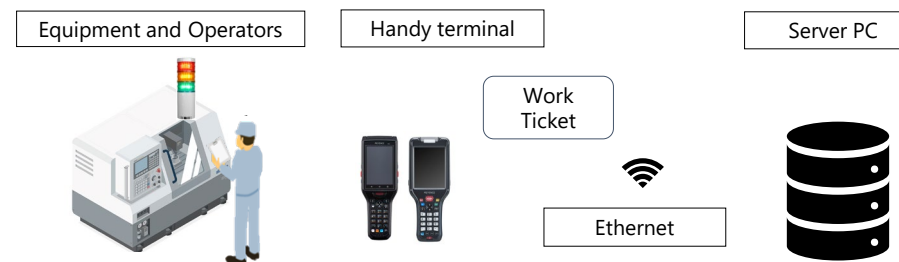 Equipment and Operators
Handy terminal
Server PC
Work
Ticket
Ethernet